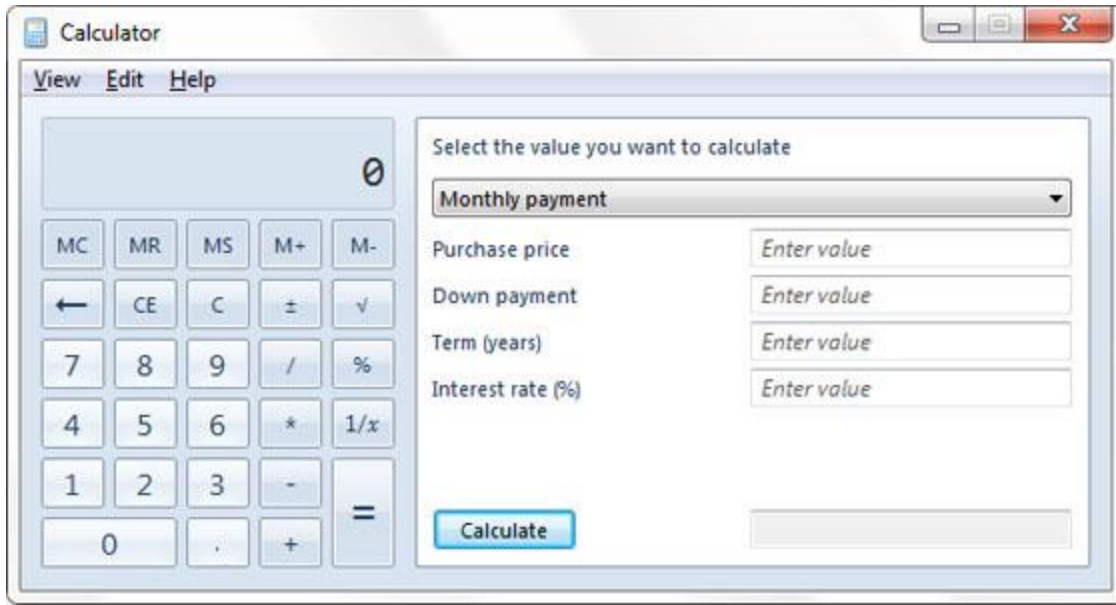 Calculator
View Edit Help
0
MC MR MS M+ M-
← CE C ± √
7 8 9 / %
4 5 6 * 1/x
1 2 3 - =
0 . +
Select the value you want to calculate
Monthly payment
Purchase price Enter value
Down payment Enter value
Term (years) Enter value
Interest rate (%) Enter value
Calculate